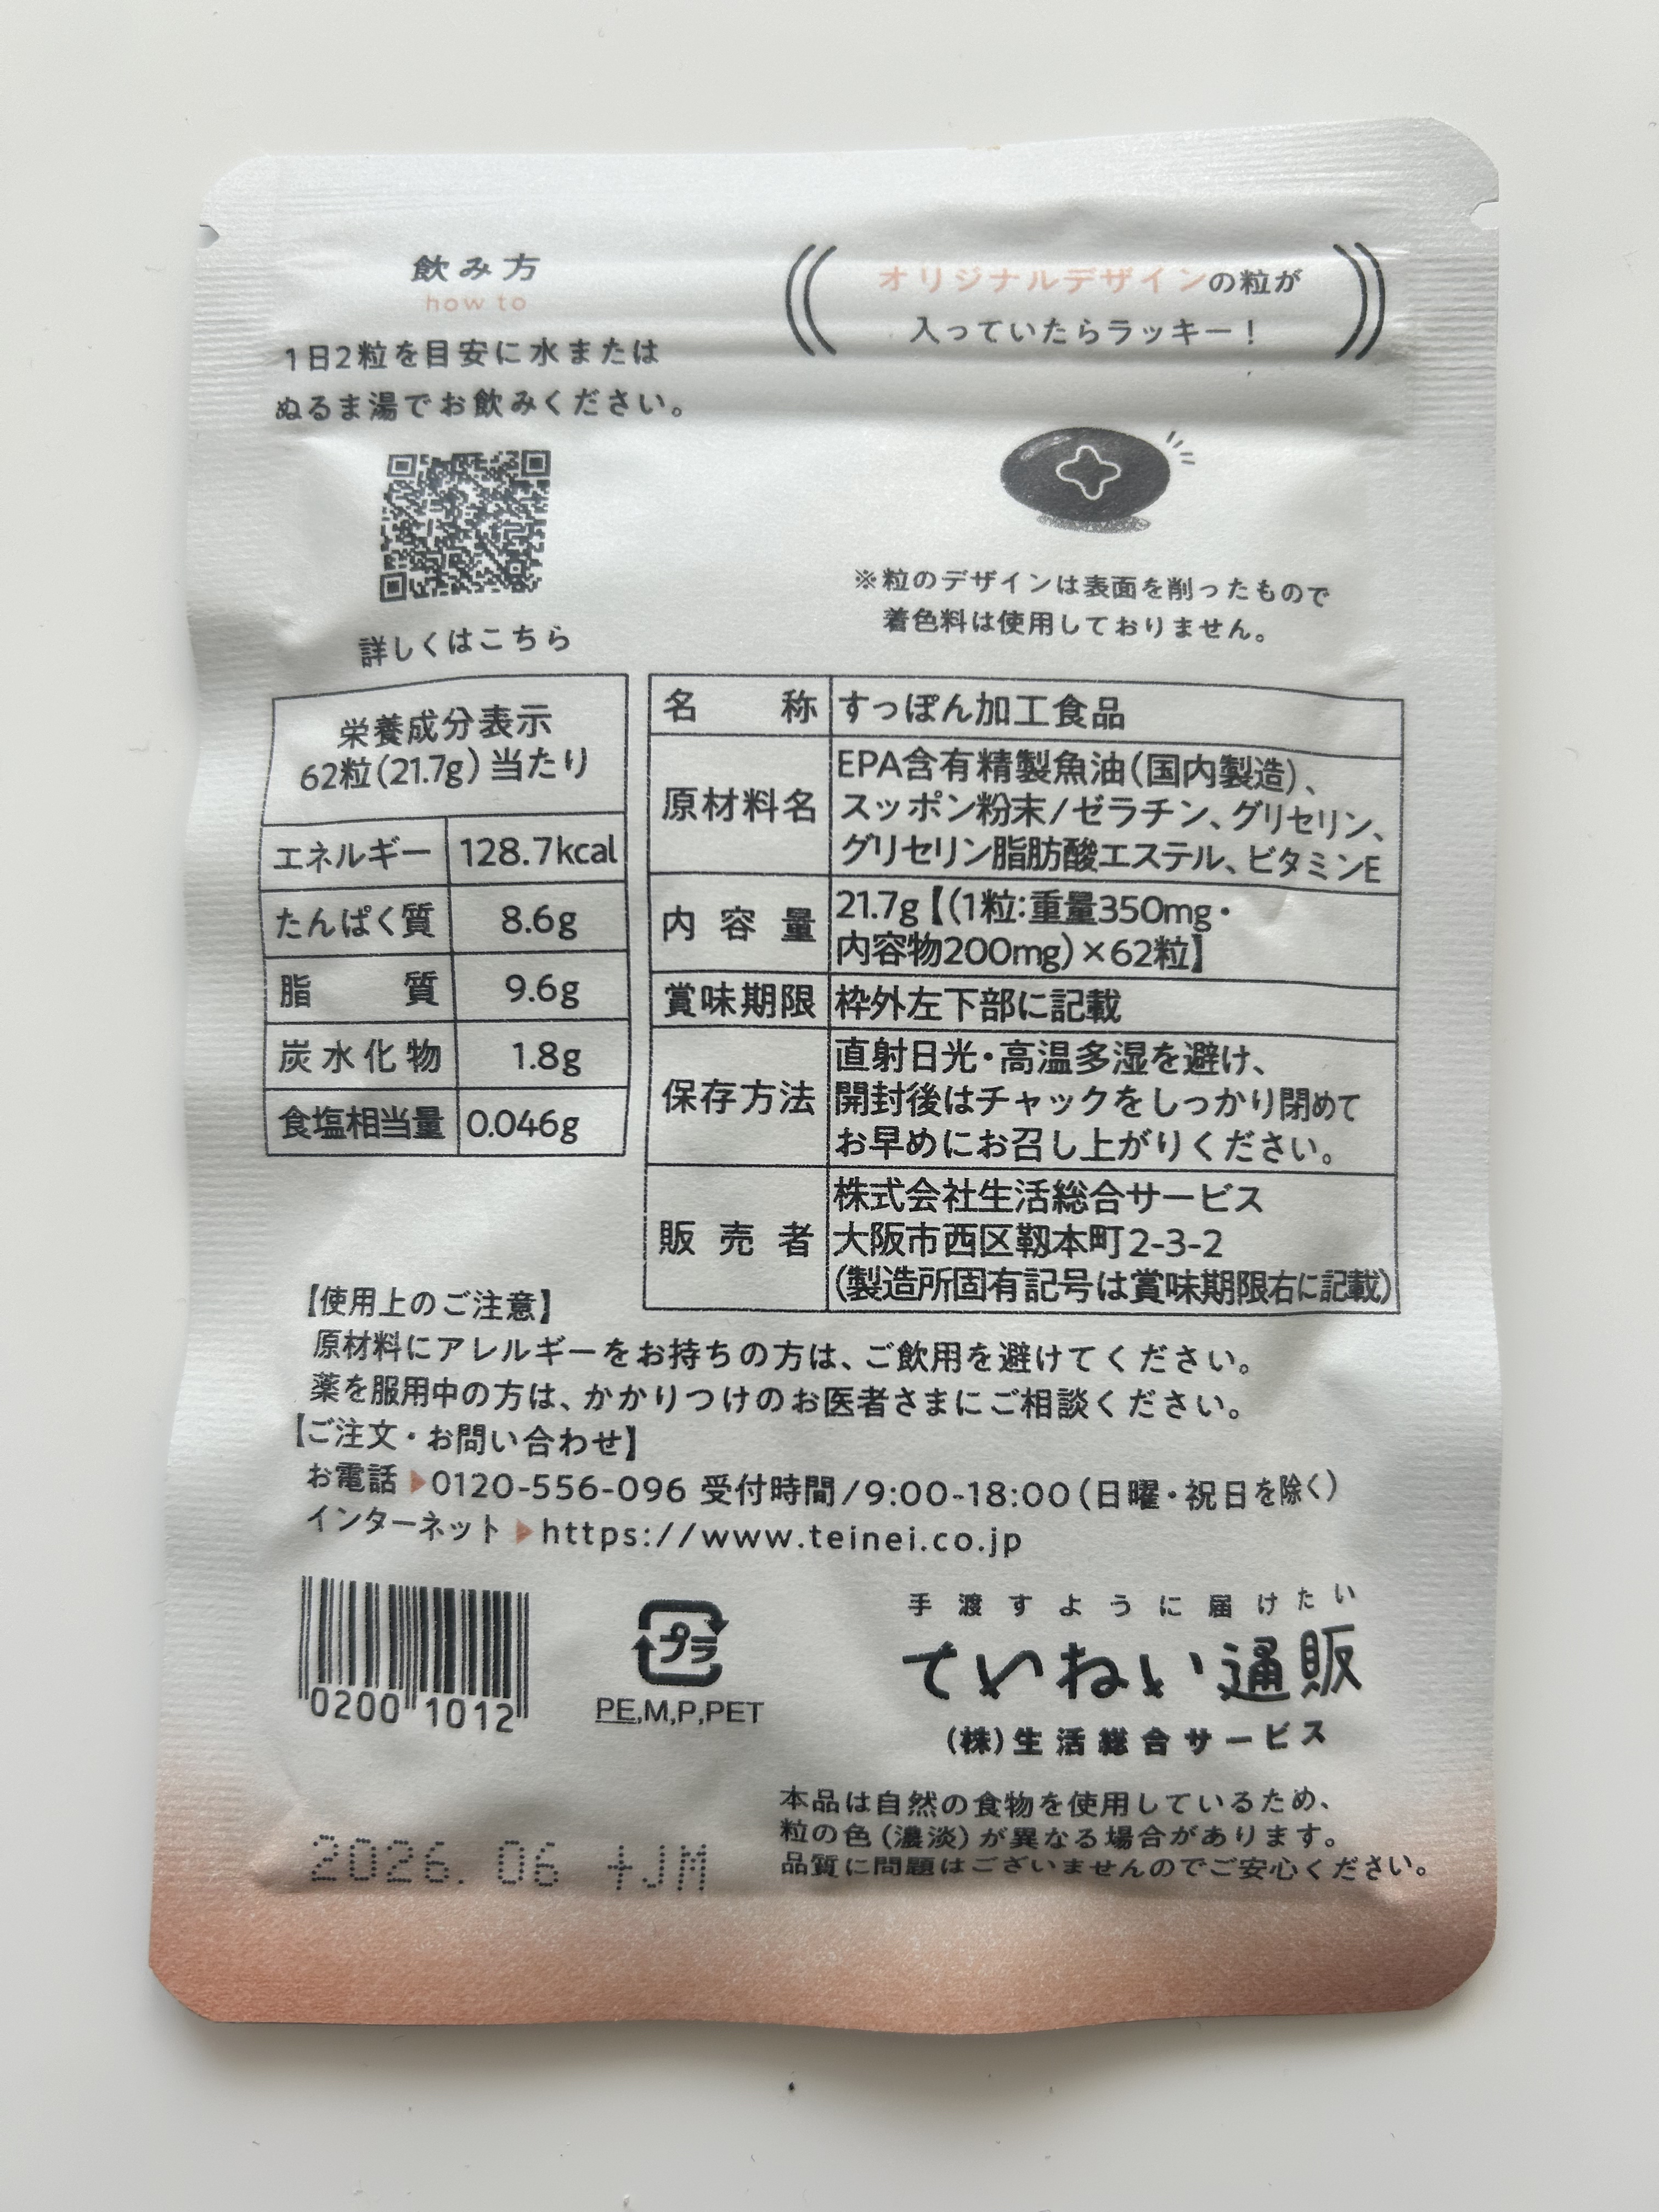 飲み方
how to
1日2粒を目安に水または
ぬるま湯でお飲みください。
詳しくはこちら
オリジナルデザインの粒が
入っていたらラッキー！
※粒のデザインは表面を削ったもので
着色料は使用しておりません。
栄養成分表示
62粒(21.7g)当たり
エネルギー 128.7kcal
たんぱく質 8.6g
脂質 9.6g
炭水化物 1.8g
食塩相当量 0.046g
名称 すっぽん加工食品
原材料名 EPA含有精製魚油(国内製造)、
スッポン粉末/ゼラチン、グリセリン、
グリセリン脂肪酸エステル、ビタミンE
内容量 21.7g【(1粒:重量350mg・
内容物200mg)×62粒】
賞味期限 枠外左下部に記載
保存方法 直射日光・高温多湿を避け、
開封後はチャックをしっかり閉めて
お早めにお召し上がりください。
販売者 株式会社生活総合サービス
大阪市西区靱本町2-3-2
(製造所固有記号は賞味期限右に記載)
【使用上のご注意】
原材料にアレルギーをお持ちの方は、ご飲用を避けてください。
薬を服用中の方は、かかりつけのお医者さまにご相談ください。
【ご注文・お問い合わせ】
お電話▶0120-556-096 受付時間/9:00-18:00(日曜・祝日を除く)
インターネット▶https://www.teinei.co.jp
0200 1012
プラ
PE,M,P,PET
手渡すように届けたい
ていねい通販
(株)生活総合サービス
本品は自然の食物を使用しているため、
粒の色(濃淡)が異なる場合があります。
品質に問題はございませんのでご安心ください。
2026.06 +JM